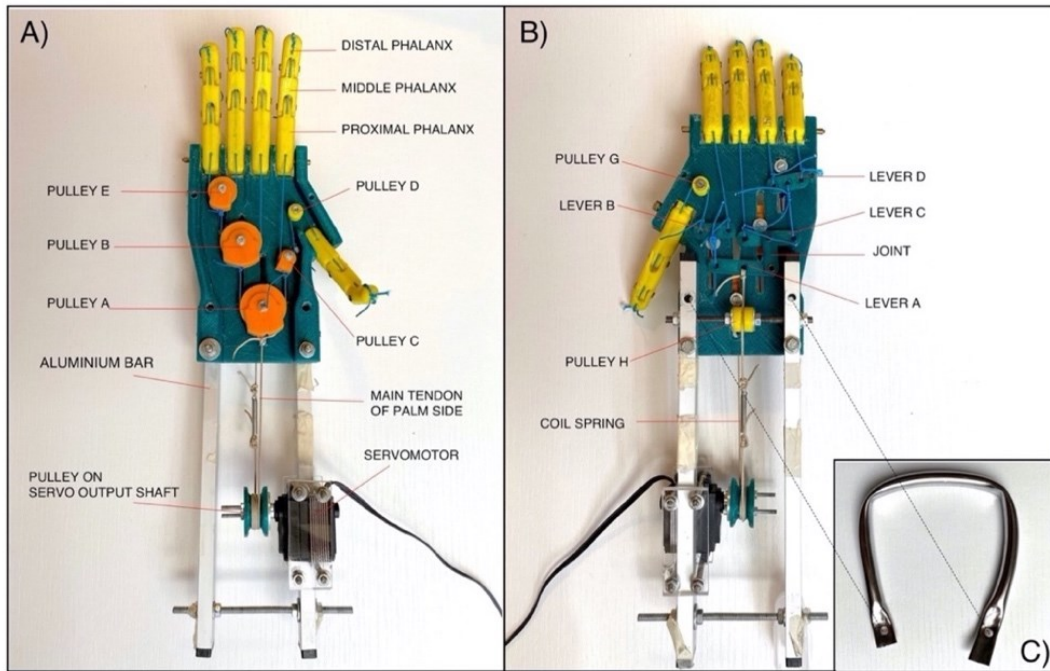 A)
DISTAL PHALANX
MIDDLE PHALANX
PROXIMAL PHALANX
PULLEY E
PULLEY D
PULLEY B
PULLEY A
PULLEY C
ALUMINIUM BAR
MAIN TENDON
OF PALM SIDE
SERVOMOTOR
PULLEY ON
SERVO OUTPUT SHAFT
B)
PULLEY G
LEVER D
LEVER B
LEVER C
JOINT
LEVER A
PULLEY H
COIL SPRING
C)